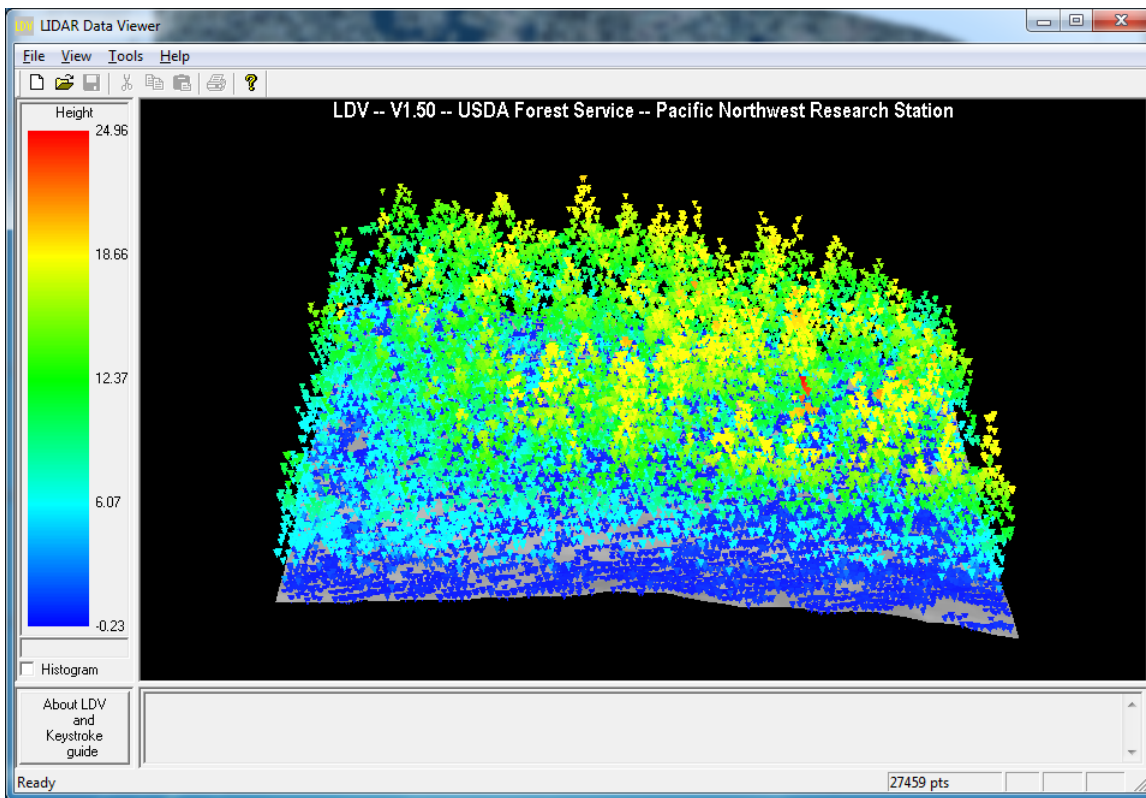 LDV LIDAR Data Viewer
File View Tools Help
Height
24.96
18.66
12.37
6.07
-0.23
Histogram
LDV -- V1.50 -- USDA Forest Service -- Pacific Northwest Research Station
About LDV
and
Keystroke
guide
Ready
27459 pts